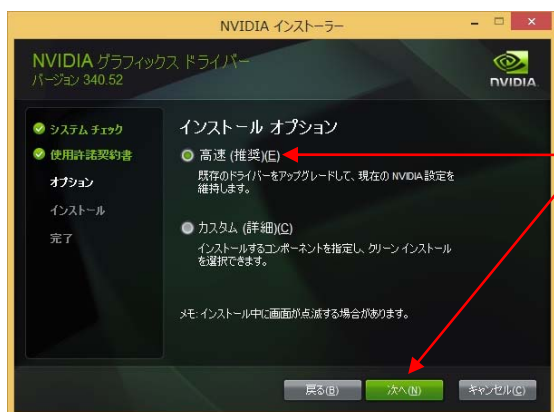 NVIDIA インストーラー
NVIDIA グラフィックス ドライバー
バージョン 340.52
NVIDIA.
システム チェック
使用許諾契約書
オプション
インストール
完了
インストール オプション
高速 (推奨)(E)
既存のドライバーをアップグレードして、現在の NVIDIA 設定を
維持します。
カスタム (詳細)(C)
インストールするコンポーネントを指定し、クリーン インストール
を選択できます。
メモ: インストール中に画面が点滅する場合があります。
戻る(B)
次へ(N)
キャンセル(C)